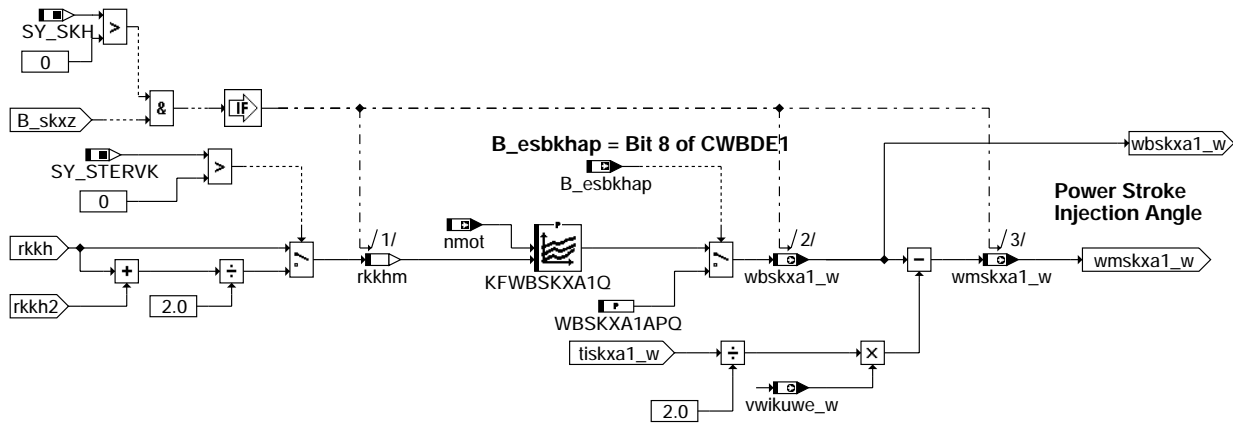 SY_SKH
>
0
B_skxz
&
IF
B_esbkhap = Bit 8 of CWBDE1
wbskxa1_w
SY_STERVK
>
0
B_esbkhap
Power Stroke
Injection Angle
rkkh
/1/
rkkhm
nmot
P
KFWBSKXA1Q
/2/
wbskxa1_w
−
/3/
wmskxa1_w
wmskxa1_w
rkkh2
+
÷
2.0
P
WBSKXA1APQ
tiskxa1_w
÷
×
2.0
vwikuwe_w